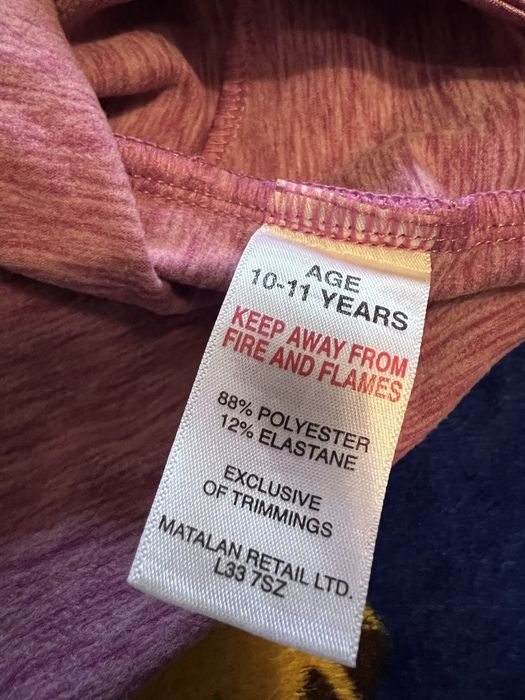 AGE
10-11 YEARS
KEEP AWAY FROM
FIRE AND FLAMES
88% POLYESTER
12% ELASTANE
EXCLUSIVE
OF TRIMMINGS
MATALAN RETAIL LTD.
L33 7SZ